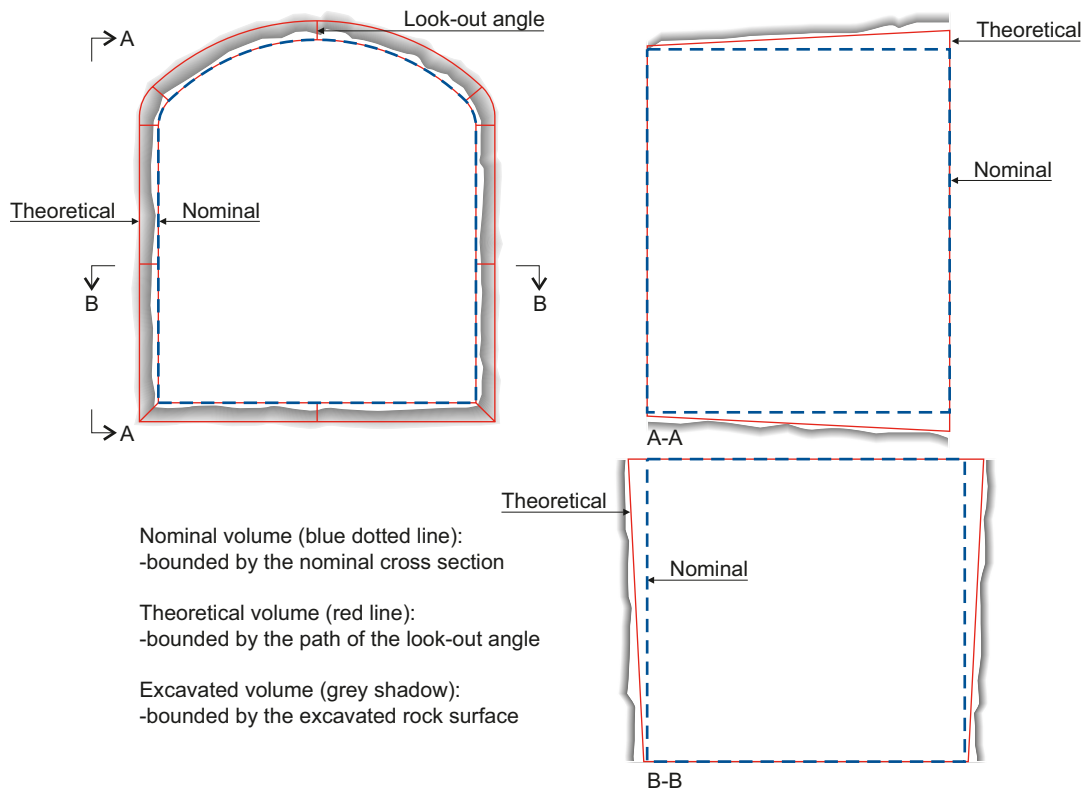 Look-out angle
A
Theoretical
Nominal
B
B
A
Theoretical
Nominal
A-A
Theoretical
Nominal
B-B
Nominal volume (blue dotted line):
-bounded by the nominal cross section
Theoretical volume (red line):
-bounded by the path of the look-out angle
Excavated volume (grey shadow):
-bounded by the excavated rock surface